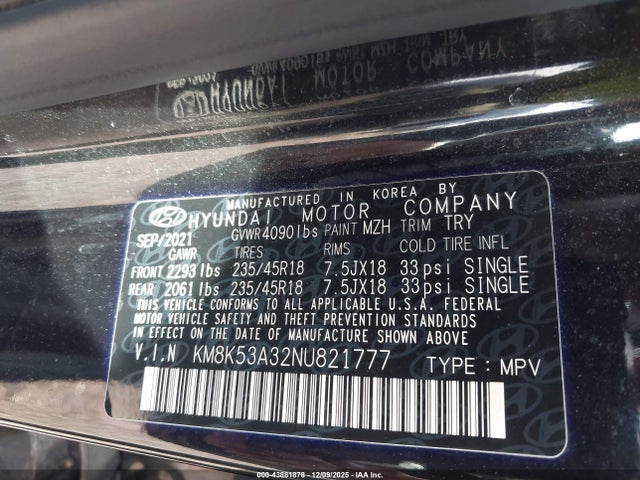 MANUFACTURED IN KOREA BY
HYUNDAI MOTOR COMPANY
SEP/2021 GVWR 4090 lbs PAINT MZH TRIM TRY
GAWR TIRES RIMS COLD TIRE INFL
FRONT 2293 lbs 235/45R18 7.5JX18 33 psi SINGLE
REAR 2061 lbs 235/45R18 7.5JX18 33 psi SINGLE
THIS VEHICLE CONFORMS TO ALL APPLICABLE U.S.A. FEDERAL
MOTOR VEHICLE SAFETY AND THEFT PREVENTION STANDARDS
IN EFFECT ON THE DATE OF MANUFACTURE SHOWN ABOVE
V.I.N KM8K53A32NU821777 TYPE : MPV
000-43881876 - 12/09/2025 - IAA Inc.